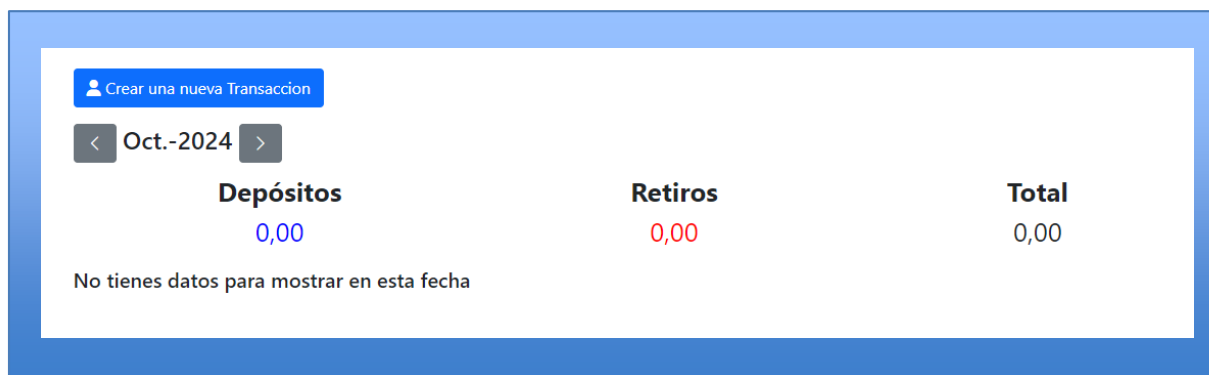 Crear una nueva Transaccion
< Oct.-2024 >
Depósitos Retiros Total
0,00 0,00 0,00
No tienes datos para mostrar en esta fecha